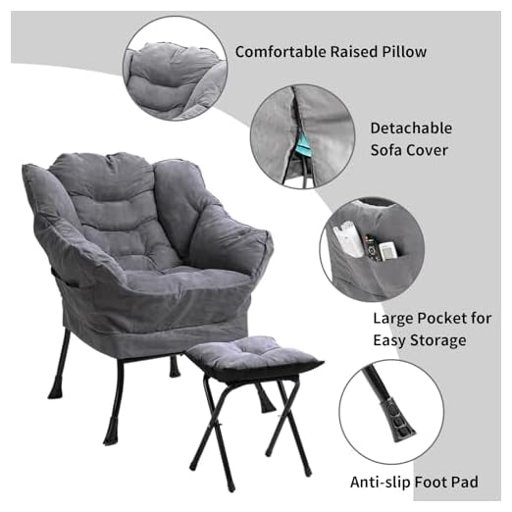 Comfortable Raised Pillow
Detachable
Sofa Cover
Large Pocket for
Easy Storage
Anti-slip Foot Pad